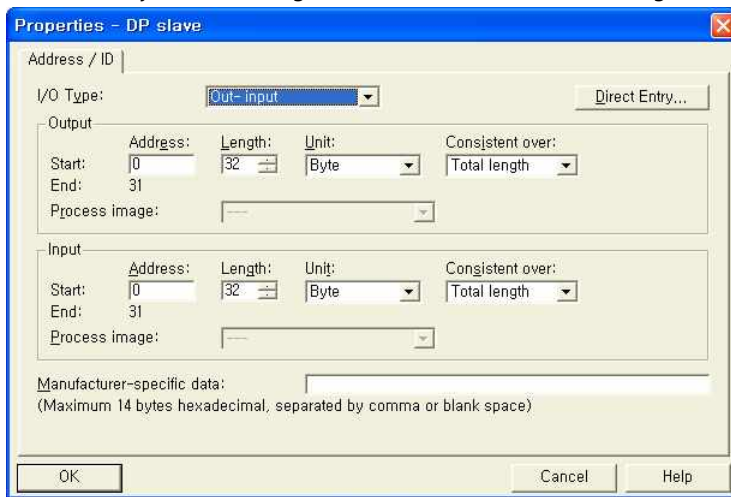 Properties - DP slave
Address / ID
I/O Type: Out- input Direct Entry...
Output
Address: Length: Unit: Consistent over:
Start: 0 32 Byte Total length
End: 31
Process image: ---
Input
Address: Length: Unit: Consistent over:
Start: 0 32 Byte Total length
End: 31
Process image: ---
Manufacturer-specific data:
(Maximum 14 bytes hexadecimal, separated by comma or blank space)
OK Cancel Help